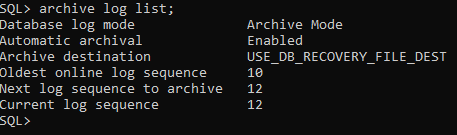 SQL> archive log list;
Database log mode              Archive Mode
Automatic archival             Enabled
Archive destination            USE_DB_RECOVERY_FILE_DEST
Oldest online log sequence     10
Next log sequence to archive   12
Current log sequence           12
SQL>